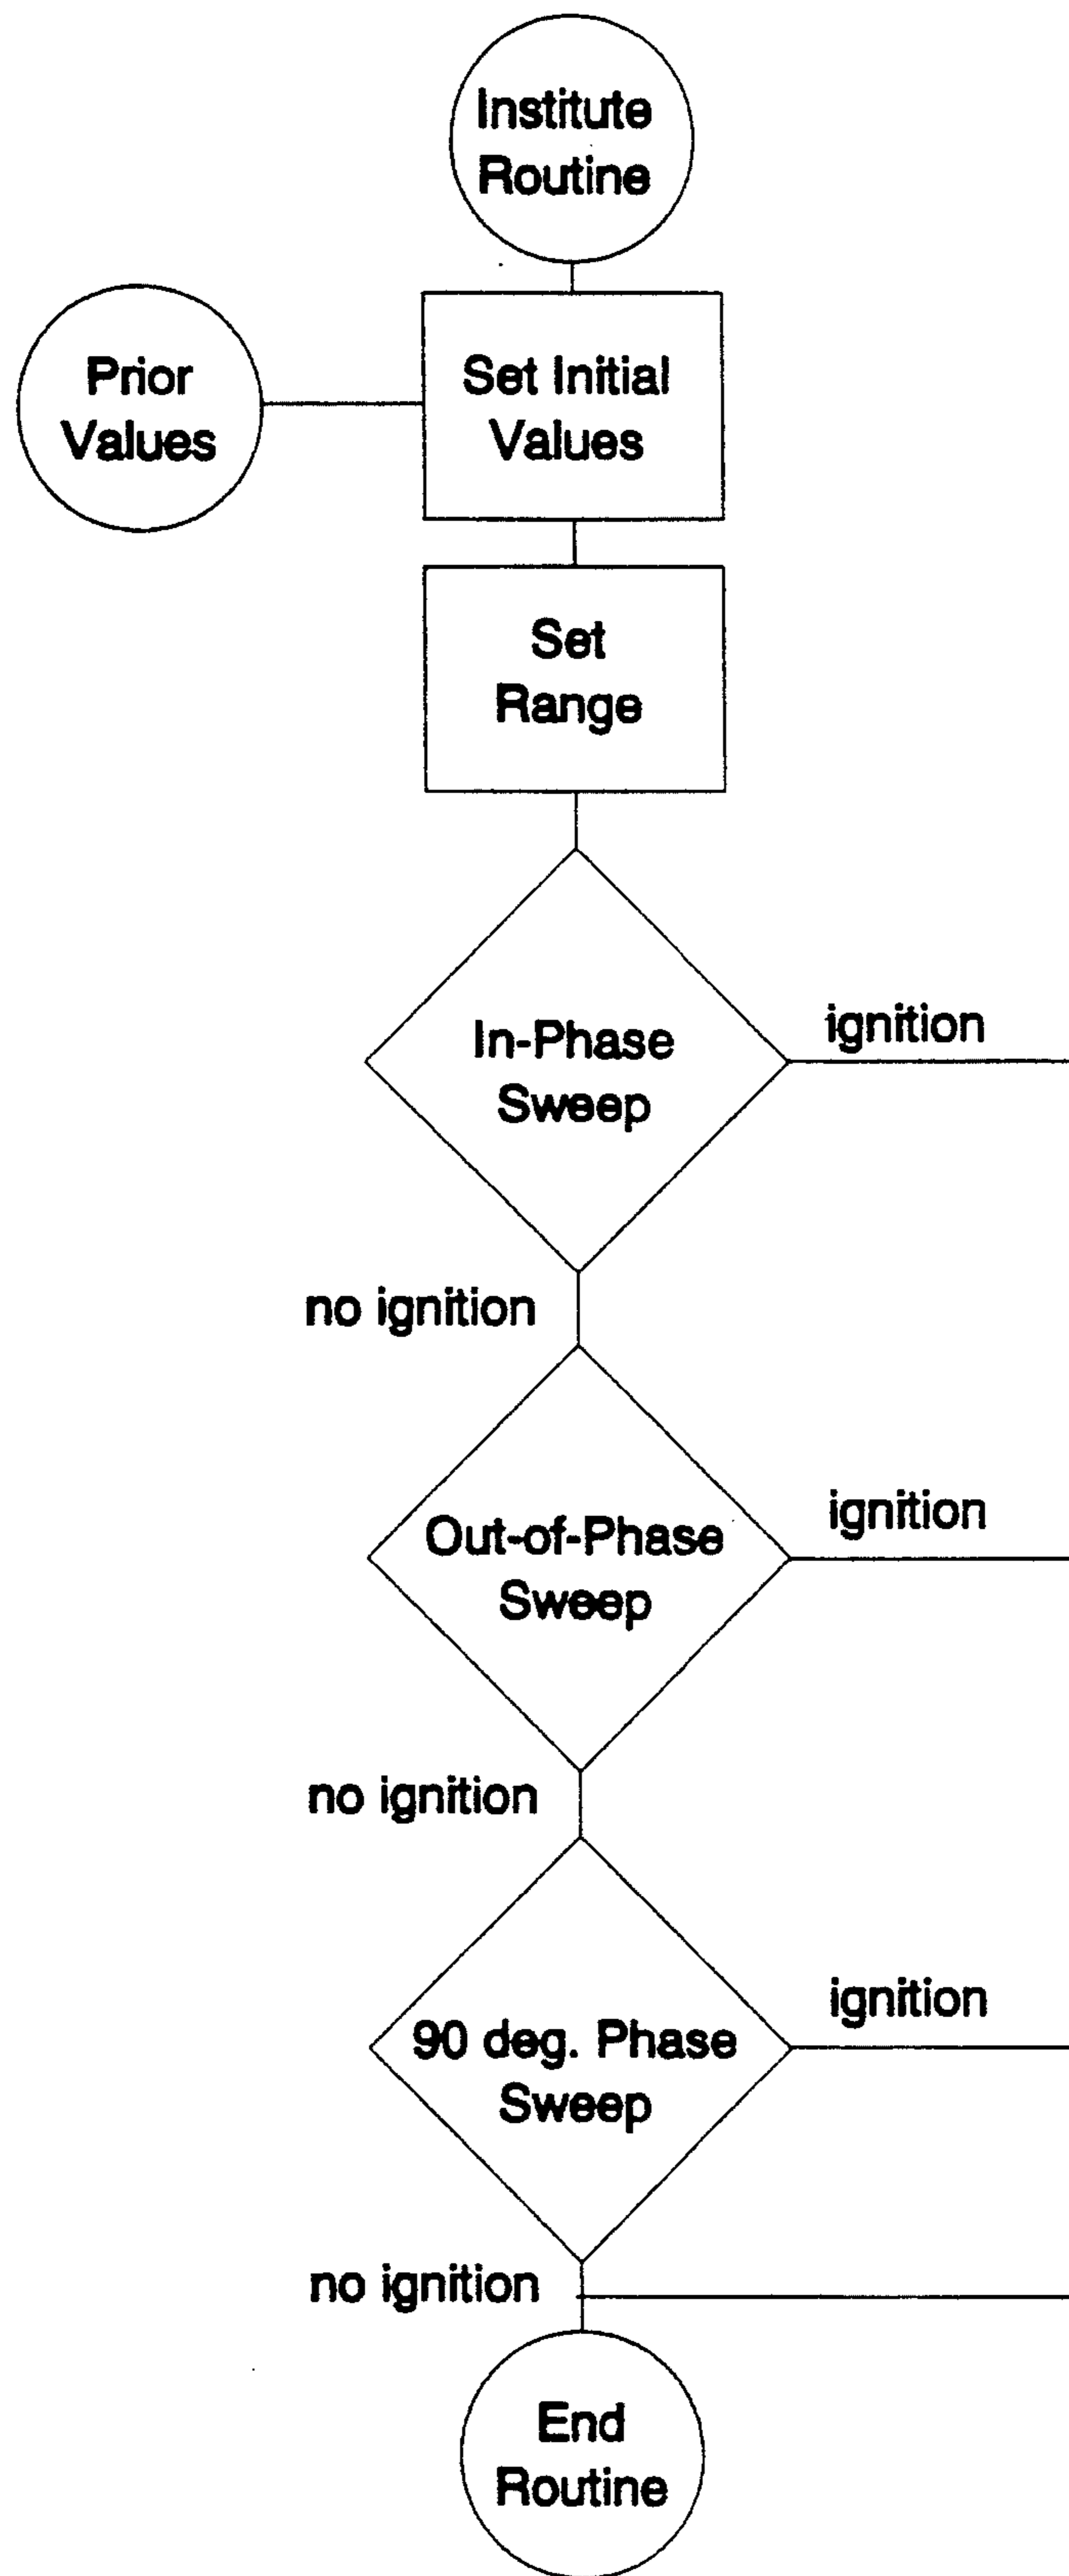 Institute
Routine
Prior
Values
Set Initial
Values
Set
Range
In-Phase
Sweep
ignition
no ignition
Out-of-Phase
Sweep
ignition
no ignition
90 deg. Phase
Sweep
ignition
no ignition
End
Routine